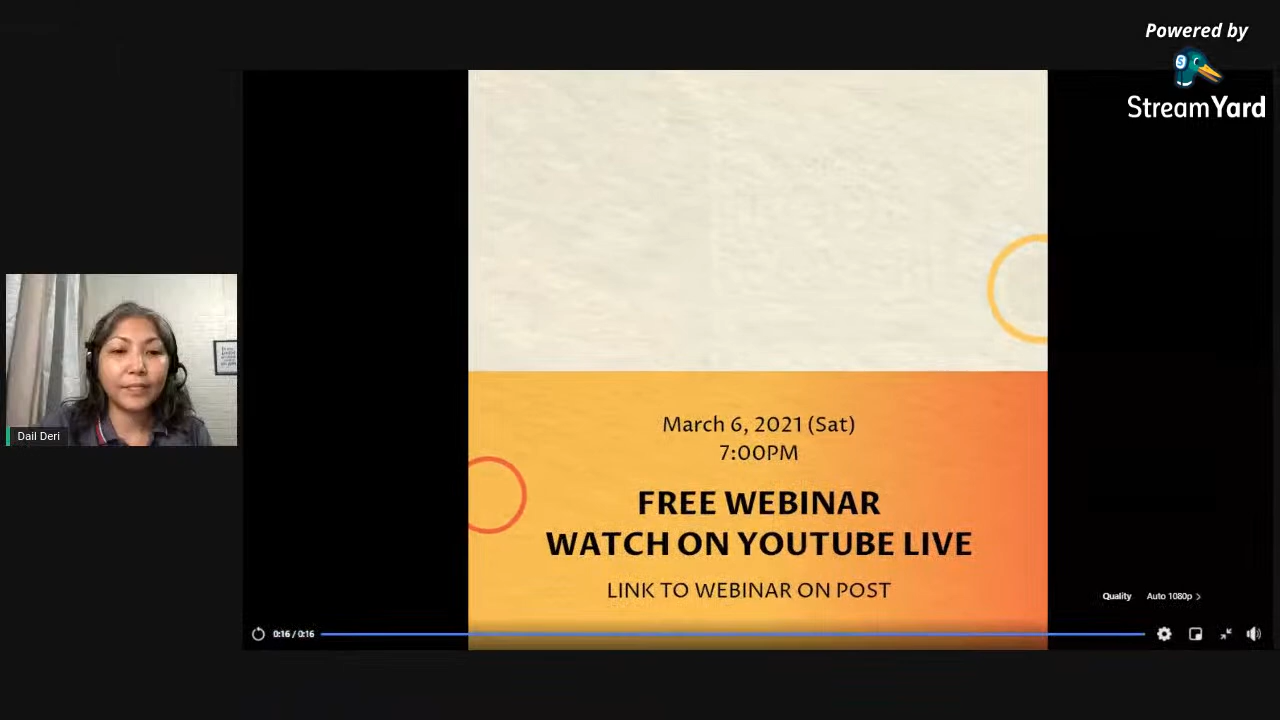 Powered by
StreamYard
March 6, 2021 (Sat)
7:00PM
FREE WEBINAR
WATCH ON YOUTUBE LIVE
LINK TO WEBINAR ON POST
Dail Deri
Quality Auto 1080p
0:16 / 0:16